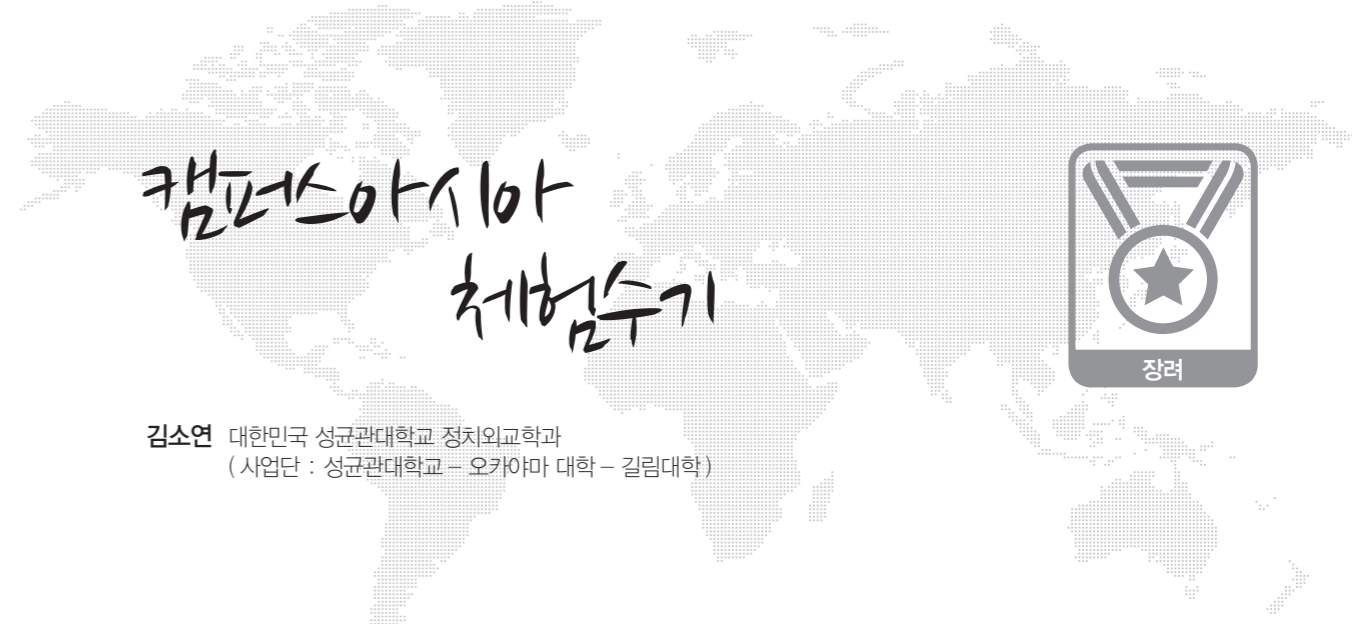 캠퍼스아시아
체험수기
장려
김소연 대한민국 성균관대학교 정치외교학과
( 사업단 : 성균관대학교 – 오카야마 대학 – 길림대학 )